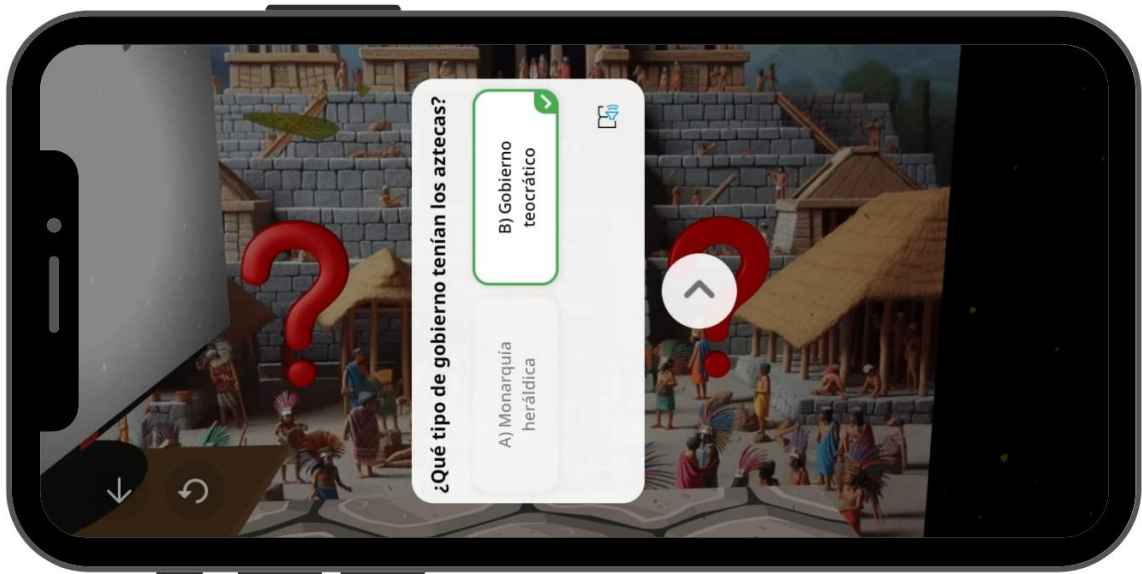 ¿Qué tipo de gobierno tenían los aztecas?
A) Monarquía
heráldica
B) Gobierno
teocrático